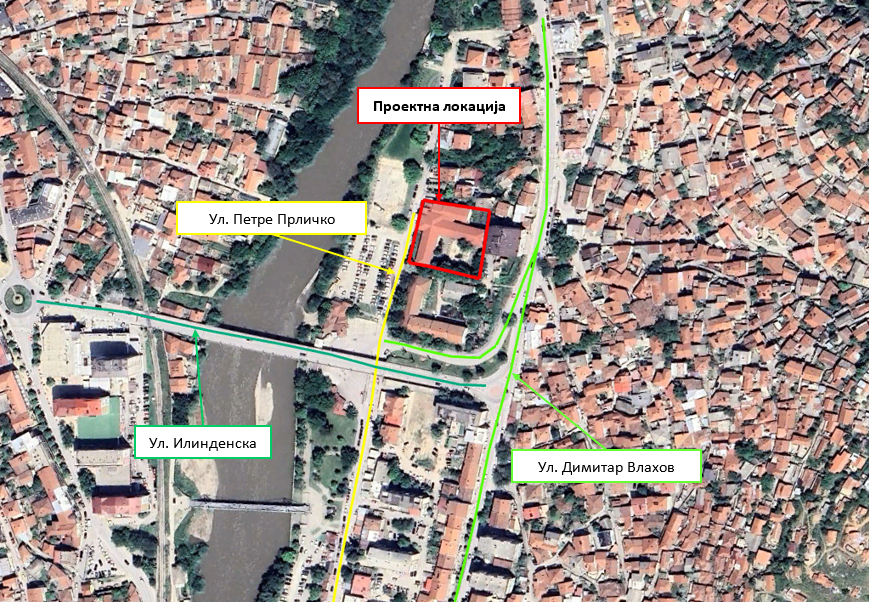 Проектна локација
Ул. Петре Прличко
Ул. Илинденска
Ул. Димитар Влахов